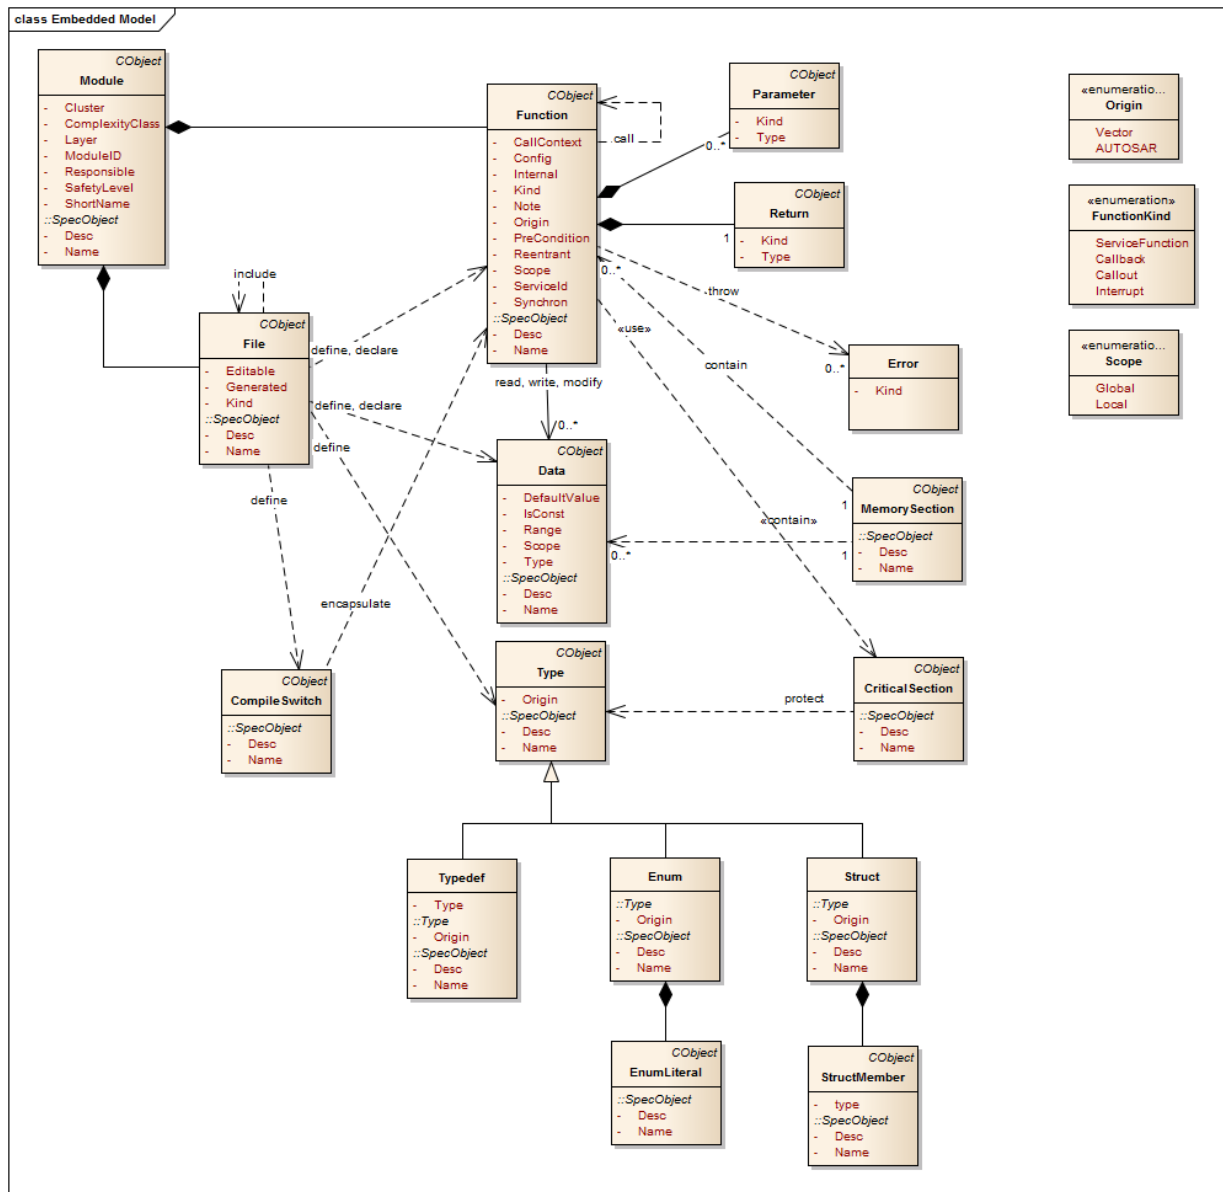 class Embedded Model
CObject
Module
- Cluster
- ComplexityClass
- Layer
- ModuleID
- Responsible
- SafetyLevel
- ShortName
::SpecObject
- Desc
- Name
CObject
Function
- CallContext
- Config
- Internal
- Kind
- Note
- Origin
- PreCondition
- Reentrant
- Scope
- ServiceId
- Synchron
::SpecObject
- Desc
- Name
call
CObject
Parameter
- Kind
- Type
0..*
CObject
Return
- Kind
- Type
1
«enumeratio...
Origin
Vector
AUTOSAR
«enumeration»
FunctionKind
ServiceFunction
Callback
Callout
Interrupt
«enumeratio...
Scope
Global
Local
include
CObject
File
- Editable
- Generated
- Kind
::SpecObject
- Desc
- Name
define, declare
define, declare
define
define
encapsulate
read, write, modify
0..*
0..*
throw
«use»
contain
0..*
CObject
Error
- Kind
CObject
Data
- DefaultValue
- IsConst
- Range
- Scope
- Type
::SpecObject
- Desc
- Name
«contain»
0..*
1
1
CObject
MemorySection
::SpecObject
- Desc
- Name
CObject
CompileSwitch
::SpecObject
- Desc
- Name
CObject
Type
- Origin
::SpecObject
- Desc
- Name
protect
CObject
CriticalSection
::SpecObject
- Desc
- Name
Typedef
- Type
::Type
- Origin
::SpecObject
- Desc
- Name
Enum
::Type
- Origin
::SpecObject
- Desc
- Name
Struct
::Type
- Origin
::SpecObject
- Desc
- Name
CObject
EnumLiteral
::SpecObject
- Desc
- Name
CObject
StructMember
- type
::SpecObject
- Desc
- Name